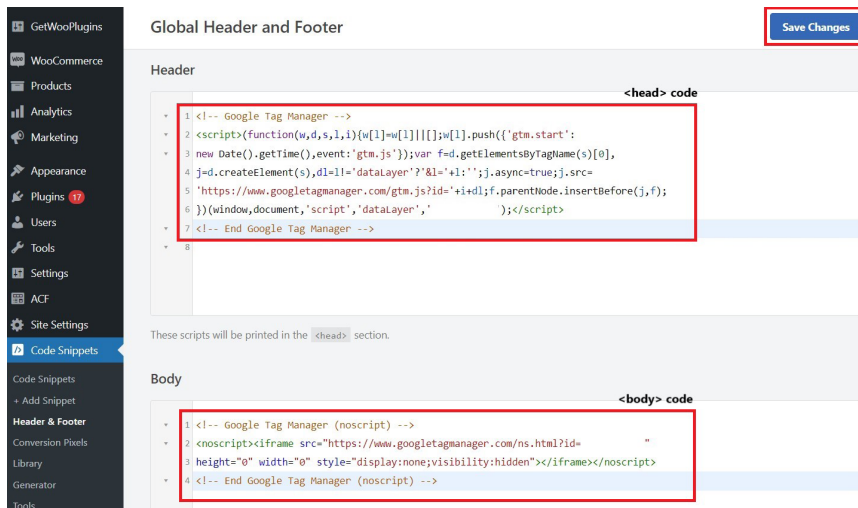 GetWooPlugins
WooCommerce
Products
Analytics
Marketing
Appearance
Plugins 17
Users
Tools
Settings
ACF
Site Settings
Code Snippets
Code Snippets
+ Add Snippet
Header & Footer
Conversion Pixels
Library
Generator
Tools
Global Header and Footer
Save Changes
Header
<head> code
1 <!-- Google Tag Manager -->
2 <script>(function(w,d,s,l,i){w[l]=w[l]||[];w[l].push({'gtm.start':
3 new Date().getTime(),event:'gtm.js'});var f=d.getElementsByTagName(s)[0],
4 j=d.createElement(s),dl=l!='dataLayer'?'&l='+l:'';j.async=true;j.src=
5 'https://www.googletagmanager.com/gtm.js?id='+i+dl;f.parentNode.insertBefore(j,f);
6 })(window,document,'script','dataLayer',' ');</script>
7 <!-- End Google Tag Manager -->
8
These scripts will be printed in the <head> section.
Body
<body> code
1 <!-- Google Tag Manager (noscript) -->
2 <noscript><iframe src="https://www.googletagmanager.com/ns.html?id= "
3 height="0" width="0" style="display:none;visibility:hidden"></iframe></noscript>
4 <!-- End Google Tag Manager (noscript) -->